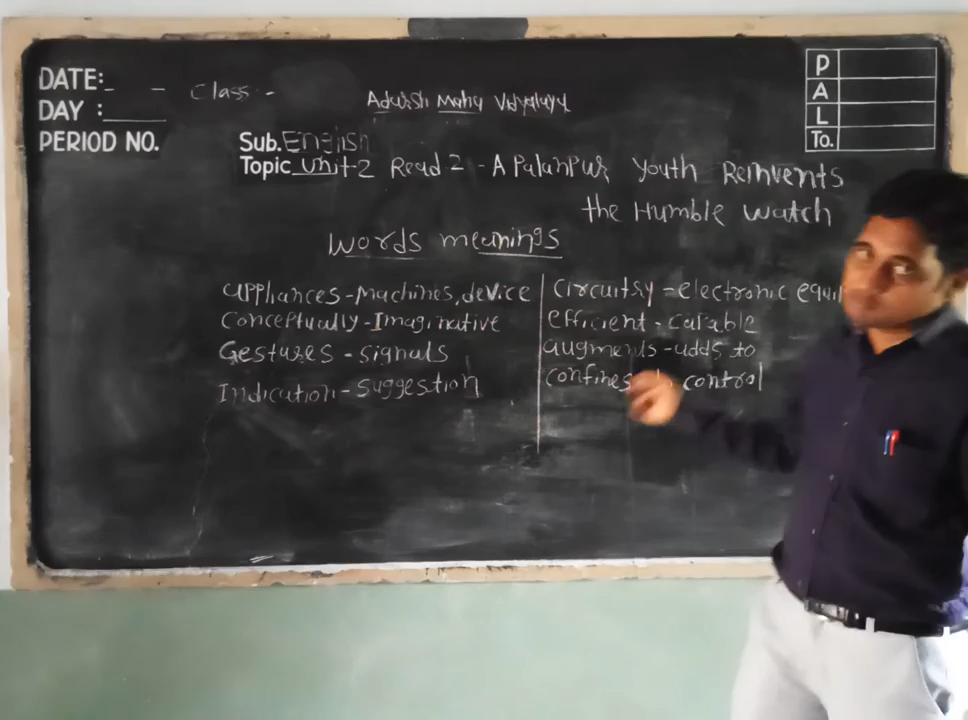 DATE: - - Class -
DAY :
PERIOD NO.
Adarsh Maha Vidyalaya
Sub. English
Topic Unit-2 Read 2 - A Palanpur Youth Reinvents
the Humble watch
Words meanings
appliances - Machines, device
Conceptually - Imaginative
Gestures - signals
Indication - suggestion
Circuitry - electronic equi
efficient - capable
augments - adds to
confines control
P
A
L
To.